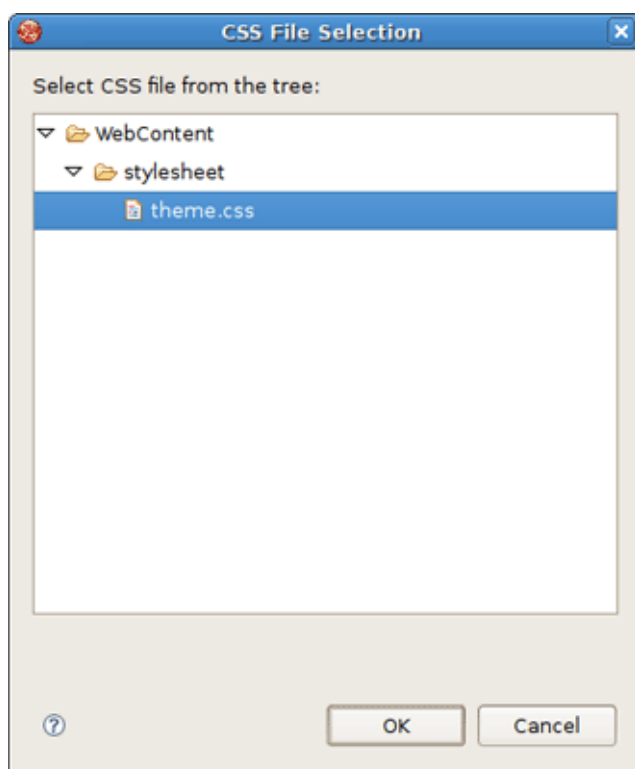 CSS File Selection
Select CSS file from the tree:
WebContent
stylesheet
theme.css
?
OK Cancel